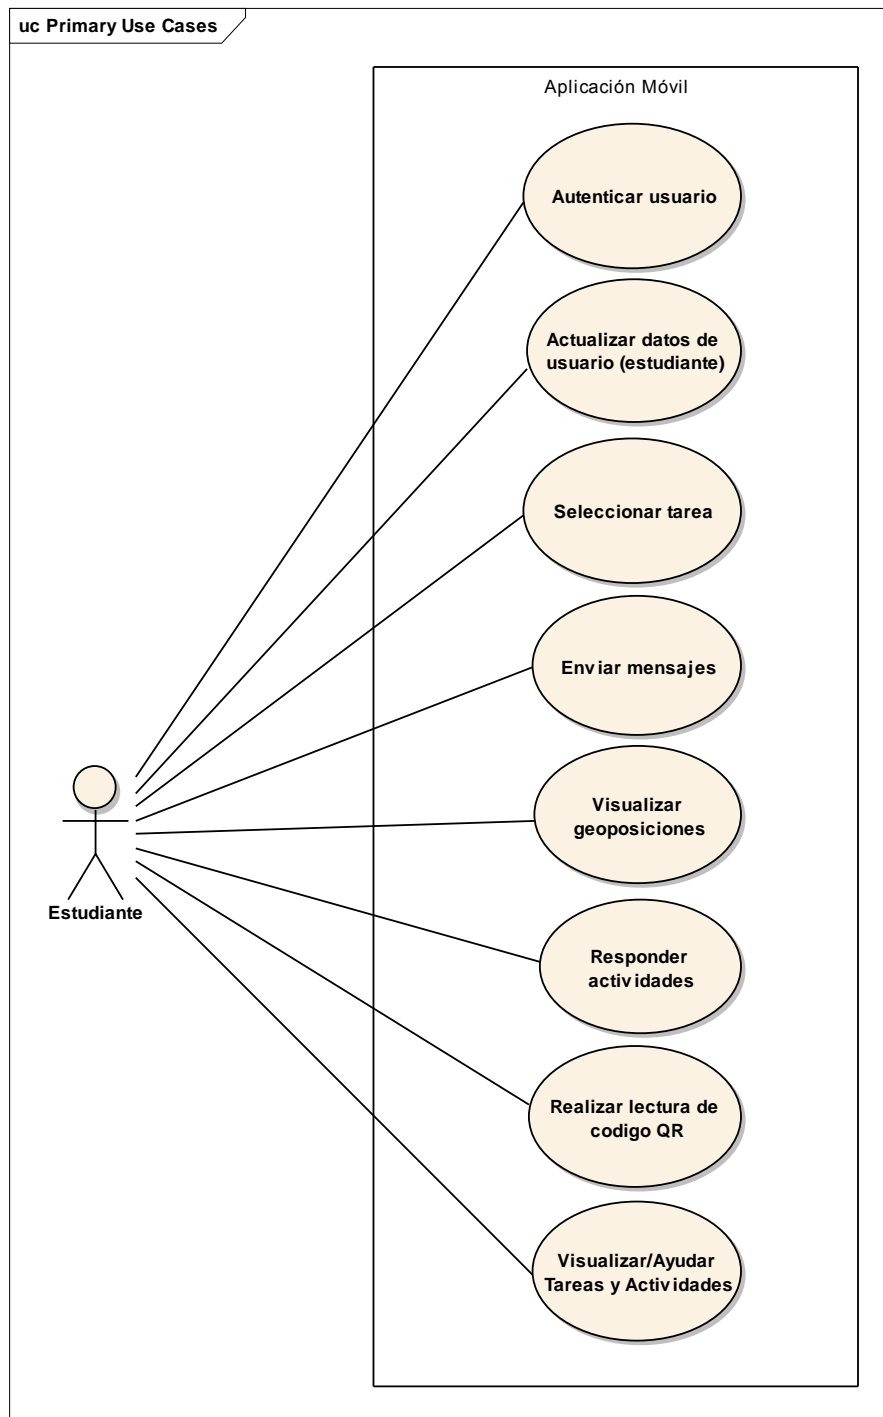 uc Primary Use Cases
Aplicación Móvil
Autenticar usuario
Actualizar datos de
usuario (estudiante)
Seleccionar tarea
Enviar mensajes
Visualizar
geoposiciones
Estudiante
Responder
actividades
Realizar lectura de
codigo QR
Visualizar/Ayudar
Tareas y Actividades